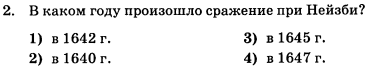 2. В каком году произошло сражение при Нейзби?
1) в 1642 г. 3) в 1645 г.
2) в 1640 г. 4) в 1647 г.